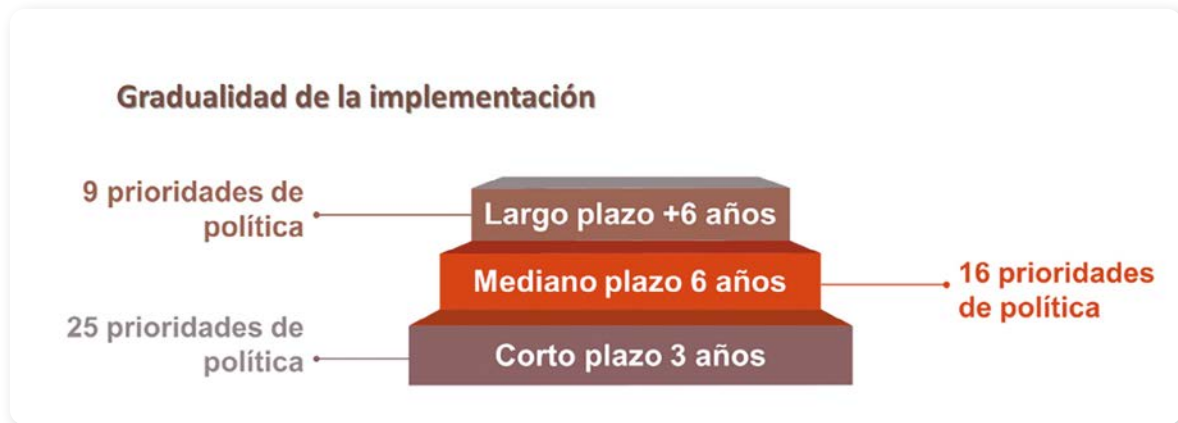 Gradualidad de la implementación
9 prioridades de
política
Largo plazo +6 años
Mediano plazo 6 años
16 prioridades
de política
25 prioridades de
política
Corto plazo 3 años